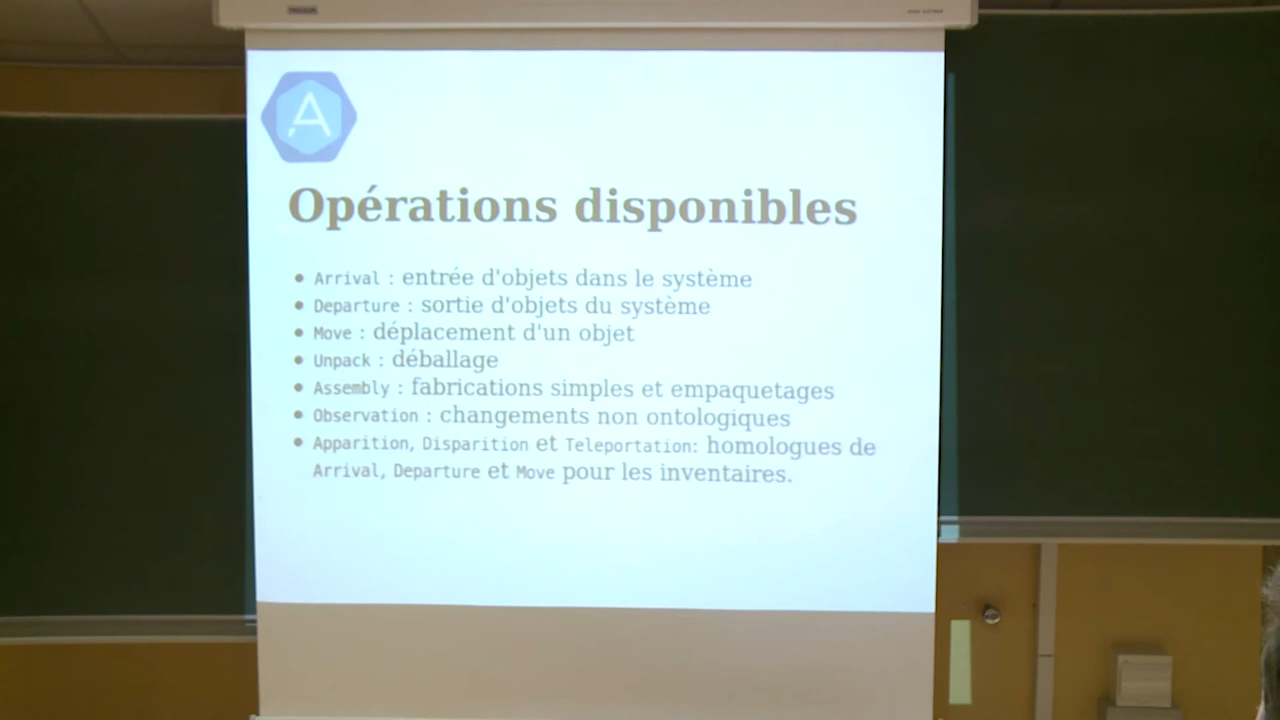 A
Opérations disponibles
• Arrival : entrée d'objets dans le système
• Departure : sortie d'objets du système
• Move : déplacement d'un objet
• Unpack : déballage
• Assembly : fabrications simples et empaquetages
• Observation : changements non ontologiques
• Apparition, Disparition et Teleportation: homologues de
Arrival, Departure et Move pour les inventaires.